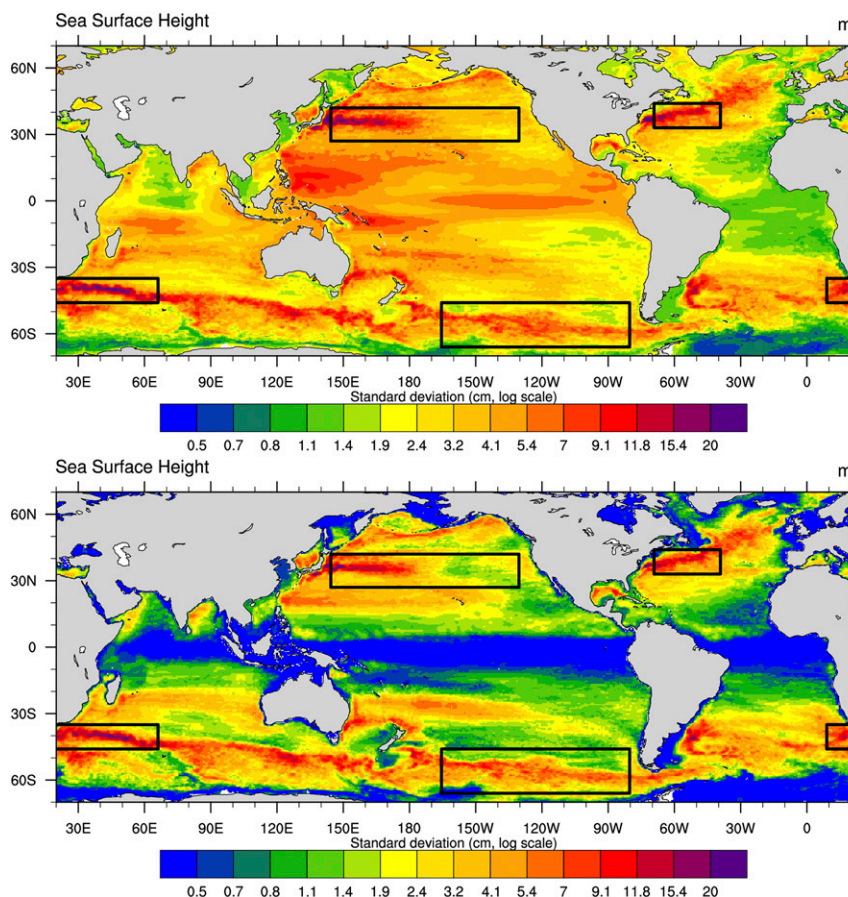 Sea Surface Height m
60N
30N
0
30S
60S
30E 60E 90E 120E 150E 180 150W 120W 90W 60W 30W 0
Standard deviation (cm, log scale)
0.5 0.7 0.8 1.1 1.4 1.9 2.4 3.2 4.1 5.4 7 9.1 11.8 15.4 20
Sea Surface Height m
60N
30N
0
30S
60S
30E 60E 90E 120E 150E 180 150W 120W 90W 60W 30W 0
Standard deviation (cm, log scale)
0.5 0.7 0.8 1.1 1.4 1.9 2.4 3.2 4.1 5.4 7 9.1 11.8 15.4 20